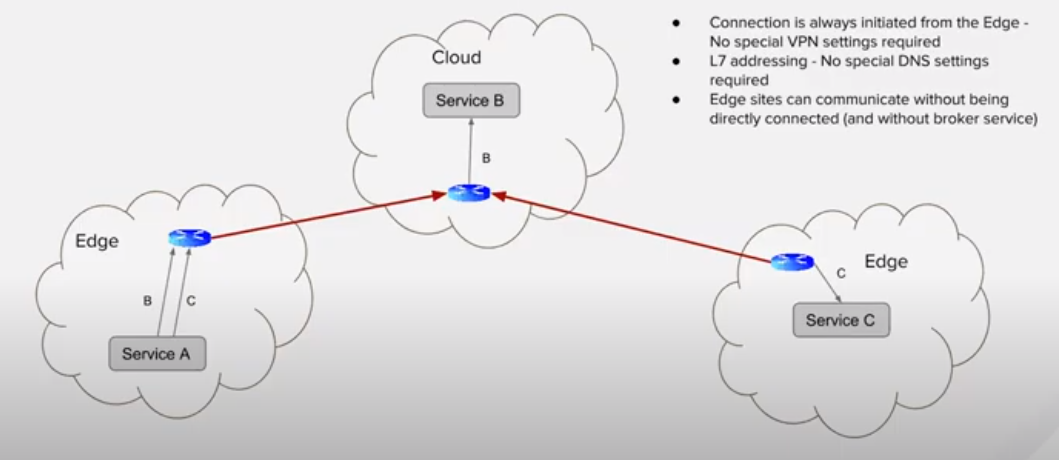 Connection is always initiated from the Edge -
No special VPN settings required
L7 addressing - No special DNS settings
required
Edge sites can communicate without being
directly connected (and without broker service)
Cloud
Service B
B
Edge
B
C
Service A
C
Edge
Service C